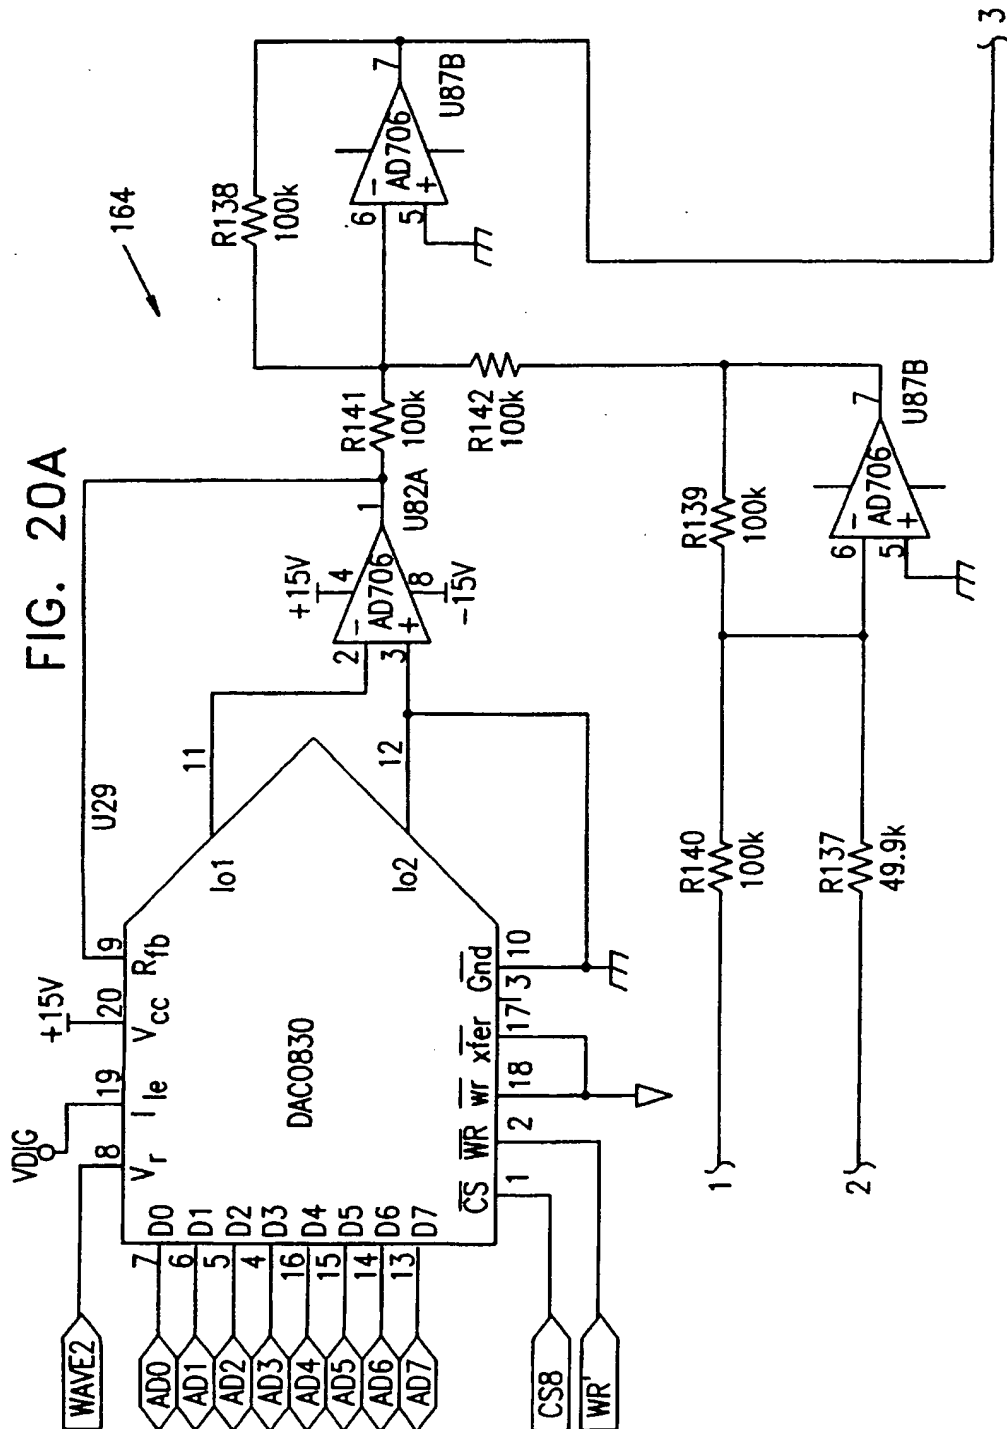 FIG. 20A
164
WAVE2
VDIG
+15V
U29
8
19
20
9
Vr
Ile
Vcc
Rfb
AD0
AD1
AD2
AD3
AD4
AD5
AD6
AD7
7
6
5
4
16
15
14
13
D0
D1
D2
D3
D4
D5
D6
D7
DAC0830
Io1
Io2
11
12
CS
WR
wr
xfer
Gnd
1
2
18
17
3
10
CS8
WR'
+15V
4
2
3
−
+
AD706
8
−15V
1
U82A
R141
100k
R138
100k
R142
100k
6
5
−
+
AD706
7
U87B
3
1
2
R140
100k
R137
49.9k
R139
100k
6
5
−
+
AD706
7
U87B